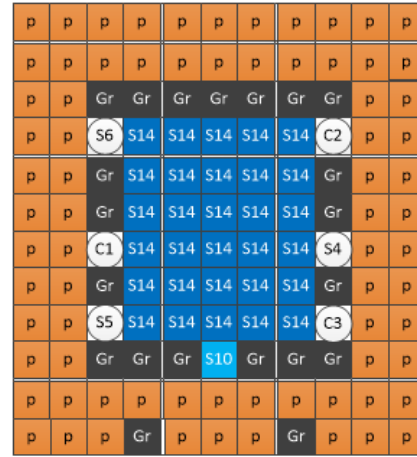 p p p p p p p p p p p
p p p p p p p p p p p
p p Gr Gr Gr Gr Gr Gr Gr p p
p p S6 S14 S14 S14 S14 S14 C2 p p
p p Gr S14 S14 S14 S14 S14 Gr p p
p p Gr S14 S14 S14 S14 S14 Gr p p
p p C1 S14 S14 S14 S14 S14 S4 p p
p p Gr S14 S14 S14 S14 S14 Gr p p
p p S5 S14 S14 S14 S14 S14 C3 p p
p p Gr Gr Gr S10 Gr Gr Gr p p
p p p p p p p p p p p
p p p Gr p p p Gr p p p